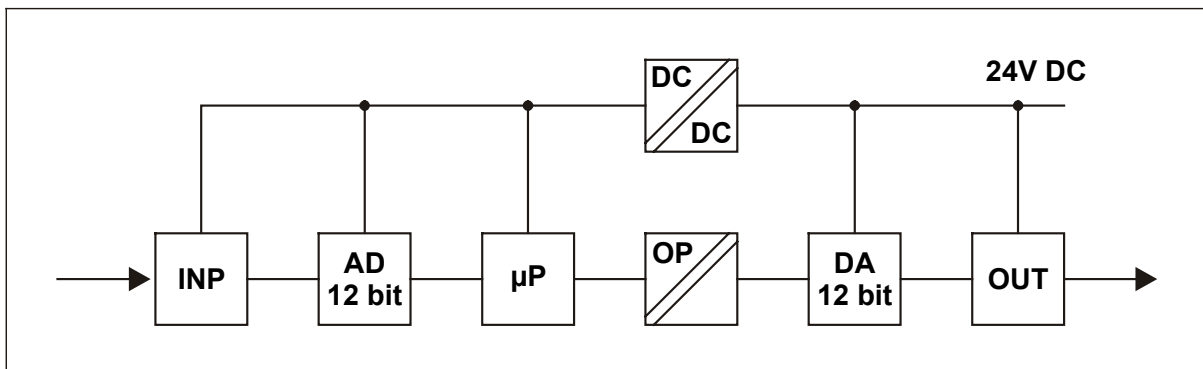 DC
DC
24V DC
INP
AD
12 bit
µP
OP
DA
12 bit
OUT